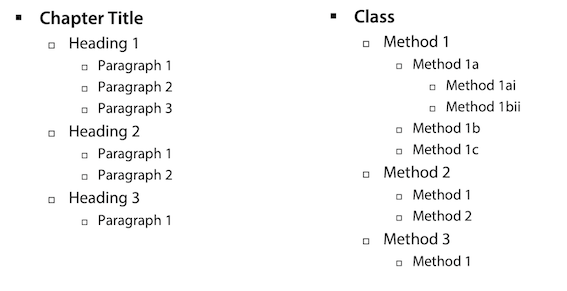 Chapter Title
Heading 1
Paragraph 1
Paragraph 2
Paragraph 3
Heading 2
Paragraph 1
Paragraph 2
Heading 3
Paragraph 1
Class
Method 1
Method 1a
Method 1ai
Method 1bii
Method 1b
Method 1c
Method 2
Method 1
Method 2
Method 3
Method 1